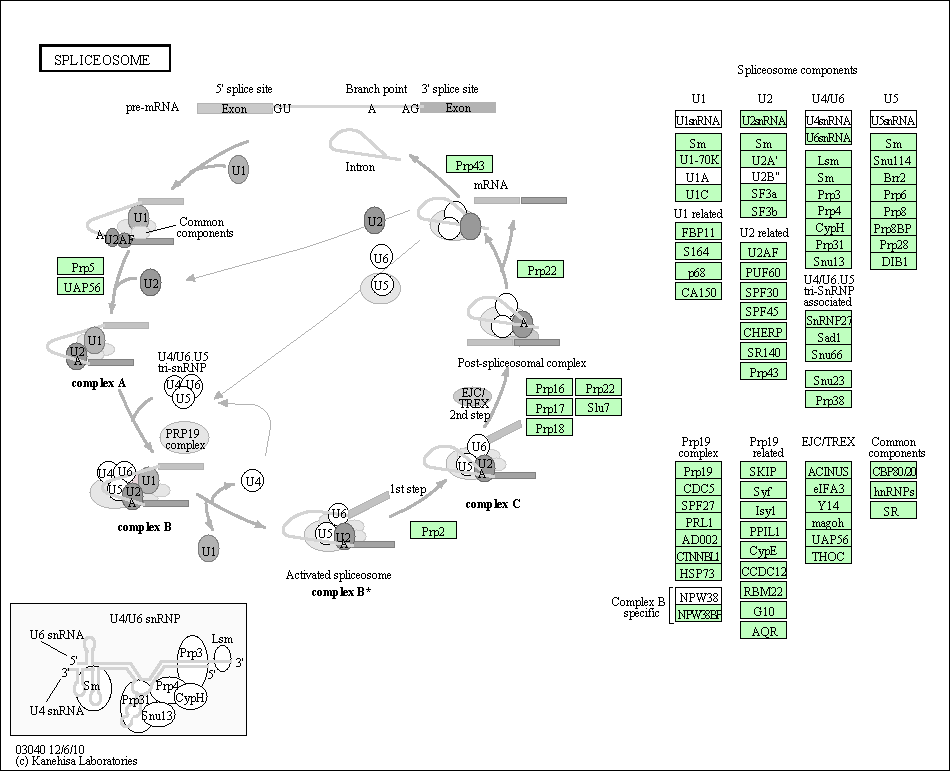 SPLICEOSOME
5' splice site
Branch point
3' splice site
pre-mRNA
Exon
GU
A
AG
Exon
U1
Intron
Prp43
mRNA
U1
A
U2AF
Common
components
Prp5
UAP56
U2
U2
U6
U5
Prp22
U1
U2
A
complex A
U4/U6.U5
tri-snRNP
U4
U6
U5
PRP19
complex
A
Post-spliceosomal complex
EJC/
TREX
2nd step
Prp16
Prp22
Prp17
Slu7
Prp18
U4
U6
U5
U1
U2
A
complex B
U4
U1
U6
U5
U2
A
complex C
1st step
U6
U5
U2
A
Prp2
Activated spliceosome
complex B*
U4/U6 snRNP
U6 snRNA
5'
3'
Sm
U4 snRNA
Prp31
Snu13
Prp4
CypH
Prp3
Lsm
3'
5'
03040 12/6/10
(c) Kanehisa Laboratories
Spliceosome components
U1
U1snRNA
Sm
U1-70K
U1A
U1C
U1 related
FBP11
S164
p68
CA150
U2
U2snRNA
Sm
U2A'
U2B"
SF3a
SF3b
U2 related
U2AF
PUF60
SPF30
SPF45
CHERP
SR140
Prp43
U4/U6
U4snRNA
U6snRNA
Lsm
Sm
Prp3
Prp4
CypH
Prp31
Snu13
U4/U6.U5
tri-SnRNP
associated
SnRNP27
Sad1
Snu66
Snu23
Prp38
U5
U5snRNA
Sm
Snu114
Brr2
Prp6
Prp8
Prp8BP
Prp28
DIB1
Prp19
complex
Prp19
CDC5
SPF27
PRL1
AD002
CTNNBL1
HSP73
Complex B
specific
NPW38
NPW38BP
Prp19
related
SKIP
Syf
Isy1
PPIL1
CypE
CCDC12
RBM22
G10
AQR
EJC/TREX
ACINUS
eIFA3
Y14
magoh
UAP56
THOC
Common
components
CBP80/20
hnRNPs
SR